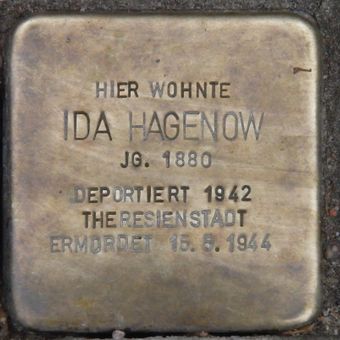 HIER WOHNTE
IDA HAGENOW
JG. 1880
DEPORTIERT 1942
THERESIENSTADT
ERMORDET 15.5.1944